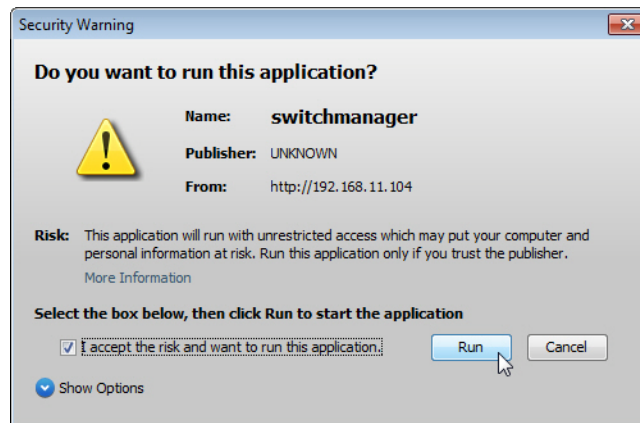 Security Warning
Do you want to run this application?
Name: switchmanager
Publisher: UNKNOWN
From: http://192.168.11.104
Risk: This application will run with unrestricted access which may put your computer and
personal information at risk. Run this application only if you trust the publisher.
More Information
Select the box below, then click Run to start the application
I accept the risk and want to run this application.
Run
Cancel
Show Options